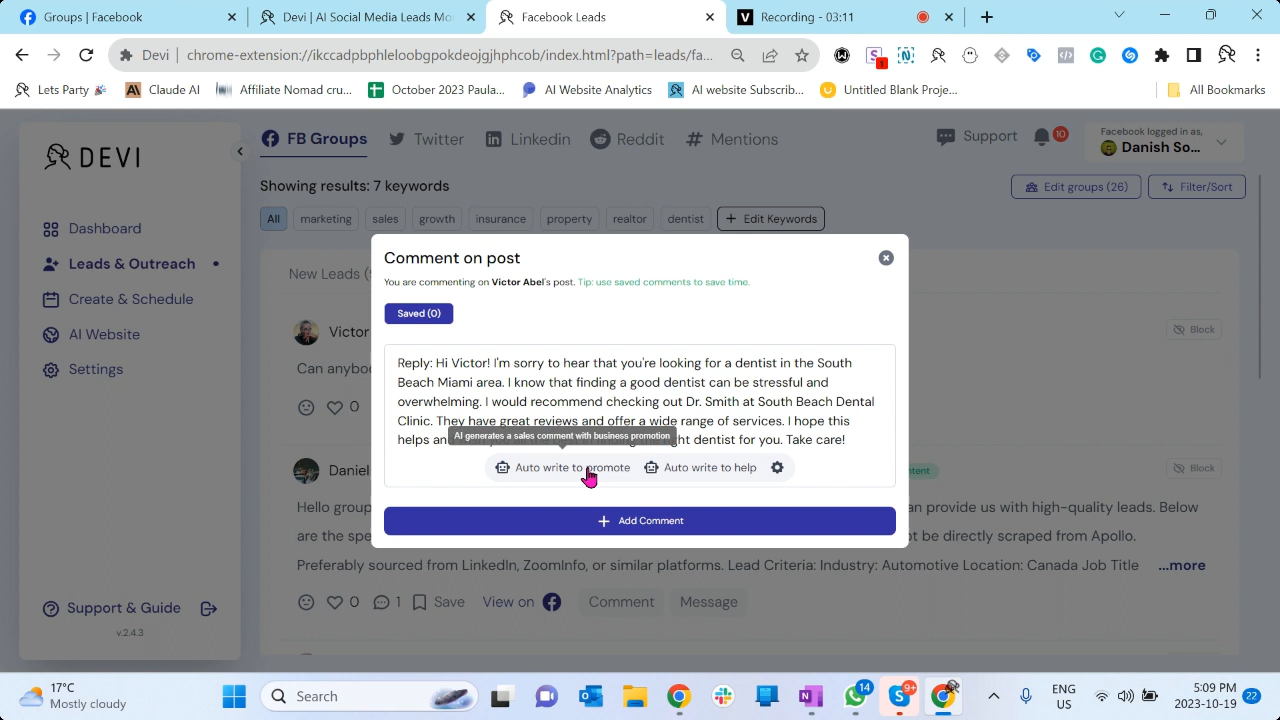 Groups | Facebook
Devi | AI Social Media Leads Mo
Facebook Leads
Recording - 03:11
Devi
chrome-extension://ikccadpbphleloobgpokdeojgjhphcob/index.html?path=leads/fa...
1
Lets Party
Claude AI
Affiliate Nomad cru...
October 2023 Paula...
AI Website Analytics
AI website Subscrib...
Untitled Blank Proje...
All Bookmarks
DEVI
FB Groups
Twitter
Linkedin
Reddit
Mentions
Support
10
Facebook logged in as,
Danish So...
Showing results: 7 keywords
Edit groups (26)
Filter/Sort
All
marketing
sales
growth
insurance
property
realtor
dentist
Edit Keywords
Dashboard
Leads & Outreach
Create & Schedule
AI Website
Settings
Support & Guide
v.2.4.3
New Leads (
Victor
Block
Can anybo
0
Comment on post
You are commenting on Victor Abel's post. Tip: use saved comments to save time.
Saved (0)
Reply: Hi Victor! I'm sorry to hear that you're looking for a dentist in the South
Beach Miami area. I know that finding a good dentist can be stressful and
overwhelming. I would recommend checking out Dr. Smith at South Beach Dental
Clinic. They have great reviews and offer a wide range of services. I hope this
helps an
ght dentist for you. Take care!
AI generates a sales comment with business promotion
Auto write to promote
Auto write to help
Add Comment
Daniel
ntent
Block
Hello group
an provide us with high-quality leads. Below
are the spe
ot be directly scraped from Apollo.
Preferably sourced from LinkedIn, ZoomInfo, or similar platforms. Lead Criteria: Industry: Automotive Location: Canada Job Title ...more
0
1
Save
View on
Comment
Message
17°C
Mostly cloudy
Search
14
9+
ENG
US
5:09 PM
2023-10-19
22